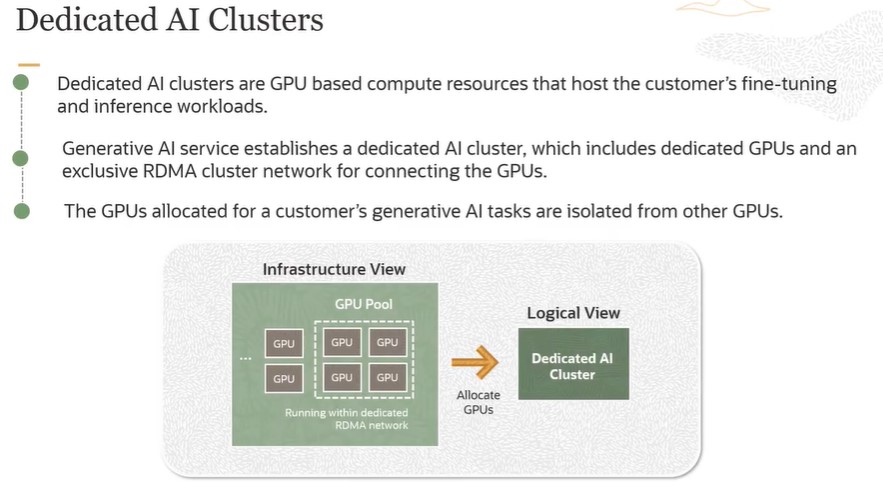 Dedicated AI Clusters
Dedicated AI clusters are GPU based compute resources that host the customer's fine-tuning
and inference workloads.
Generative AI service establishes a dedicated AI cluster, which includes dedicated GPUs and an
exclusive RDMA cluster network for connecting the GPUs.
The GPUs allocated for a customer's generative AI tasks are isolated from other GPUs.
Infrastructure View
GPU Pool
GPU GPU GPU
...
GPU GPU GPU
Running within dedicated
RDMA network
Allocate
GPUs
Logical View
Dedicated AI
Cluster